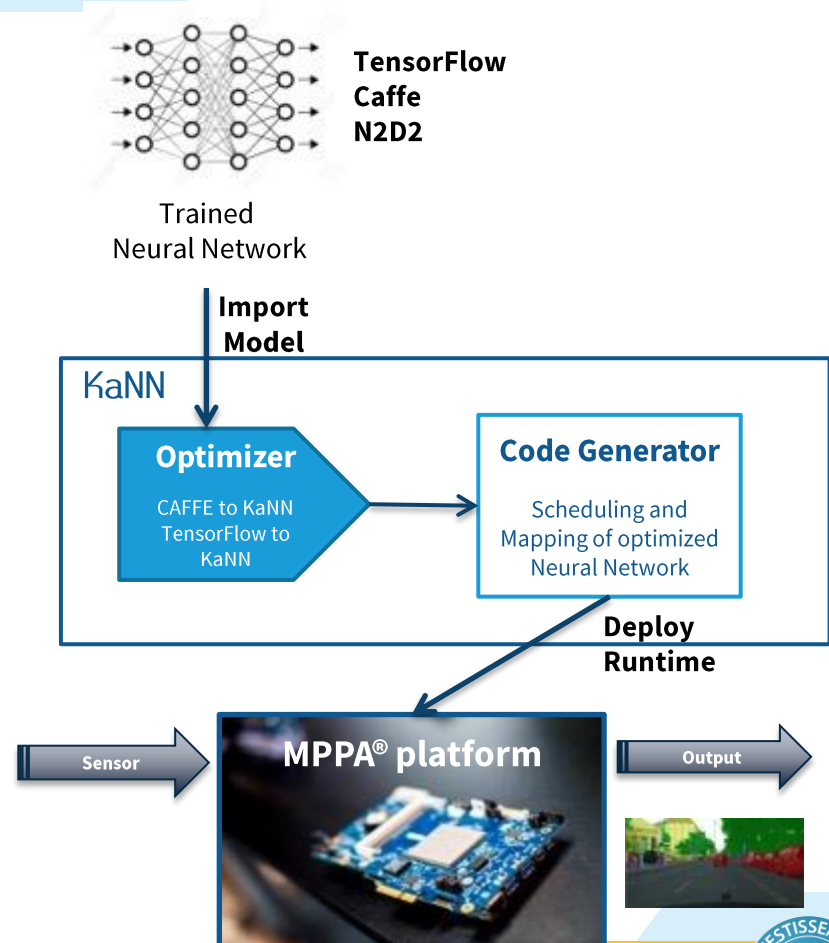 TensorFlow
Caffe
N2D2
Trained
Neural Network
Import
Model
KaNN
Optimizer
CAFFE to KaNN
TensorFlow to
KaNN
Code Generator
Scheduling and
Mapping of optimized
Neural Network
Deploy
Runtime
Sensor
MPPA® platform
Output